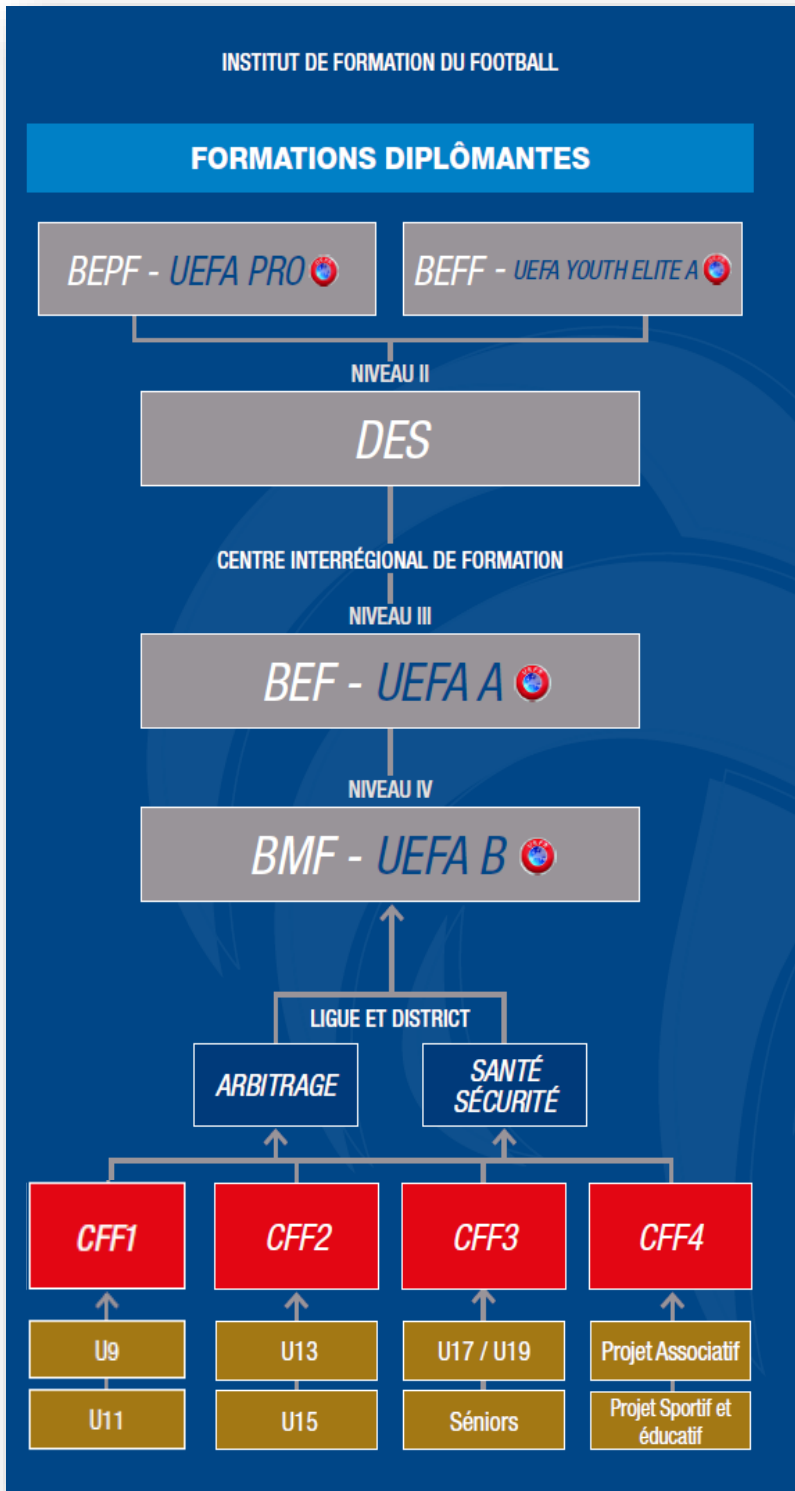 INSTITUT DE FORMATION DU FOOTBALL
FORMATIONS DIPLÔMANTES
BEPF - UEFA PRO
BEFF - UEFA YOUTH ELITE A
NIVEAU II
DES
CENTRE INTERRÉGIONAL DE FORMATION
NIVEAU III
BEF - UEFA A
NIVEAU IV
BMF - UEFA B
LIGUE ET DISTRICT
ARBITRAGE
SANTÉ
SÉCURITÉ
CFF1
CFF2
CFF3
CFF4
U9
U13
U17 / U19
Projet Associatif
U11
U15
Séniors
Projet Sportif et
éducatif